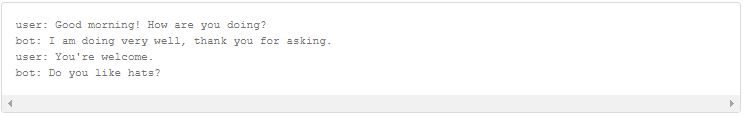 user: Good morning! How are you doing?
bot: I am doing very well, thank you for asking.
user: You're welcome.
bot: Do you like hats?